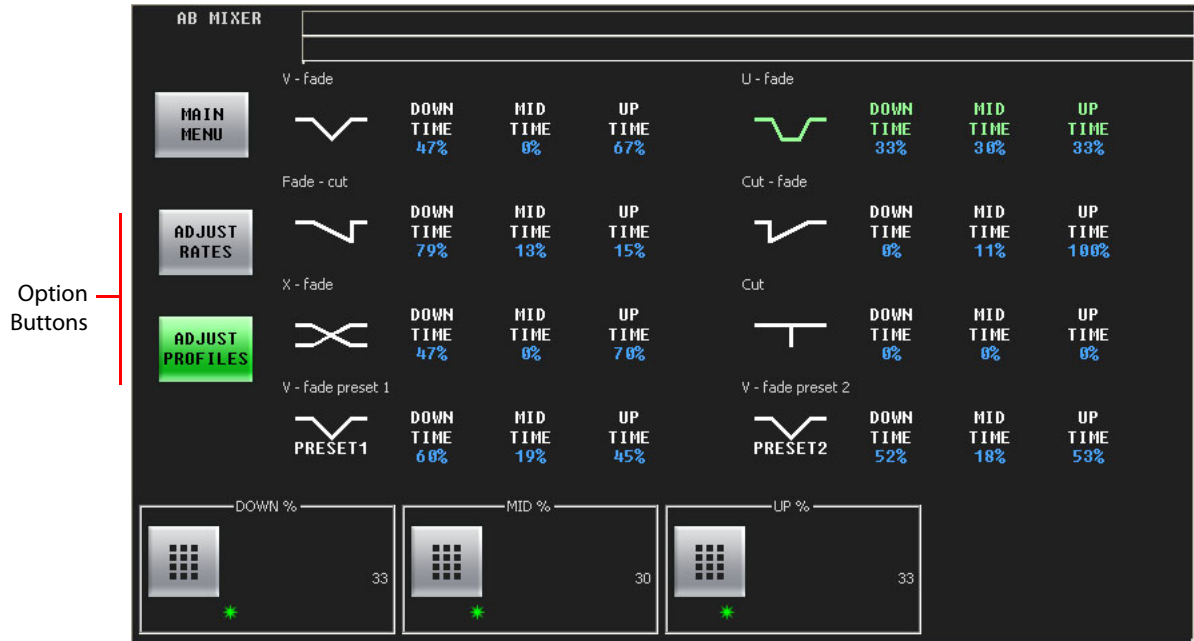 AB MIXER
V - fade
U - fade
MAIN
MENU
DOWN MID UP
TIME TIME TIME
47% 0% 67%
DOWN MID UP
TIME TIME TIME
33% 30% 33%
Fade - cut
Cut - fade
Option
Buttons
ADJUST
RATES
DOWN MID UP
TIME TIME TIME
79% 13% 15%
DOWN MID UP
TIME TIME TIME
0% 11% 100%
X - fade
Cut
ADJUST
PROFILES
DOWN MID UP
TIME TIME TIME
47% 0% 70%
DOWN MID UP
TIME TIME TIME
0% 0% 0%
V - fade preset 1
V - fade preset 2
PRESET1
DOWN MID UP
TIME TIME TIME
60% 19% 45%
PRESET2
DOWN MID UP
TIME TIME TIME
52% 18% 53%
DOWN %
33
MID %
30
UP %
33